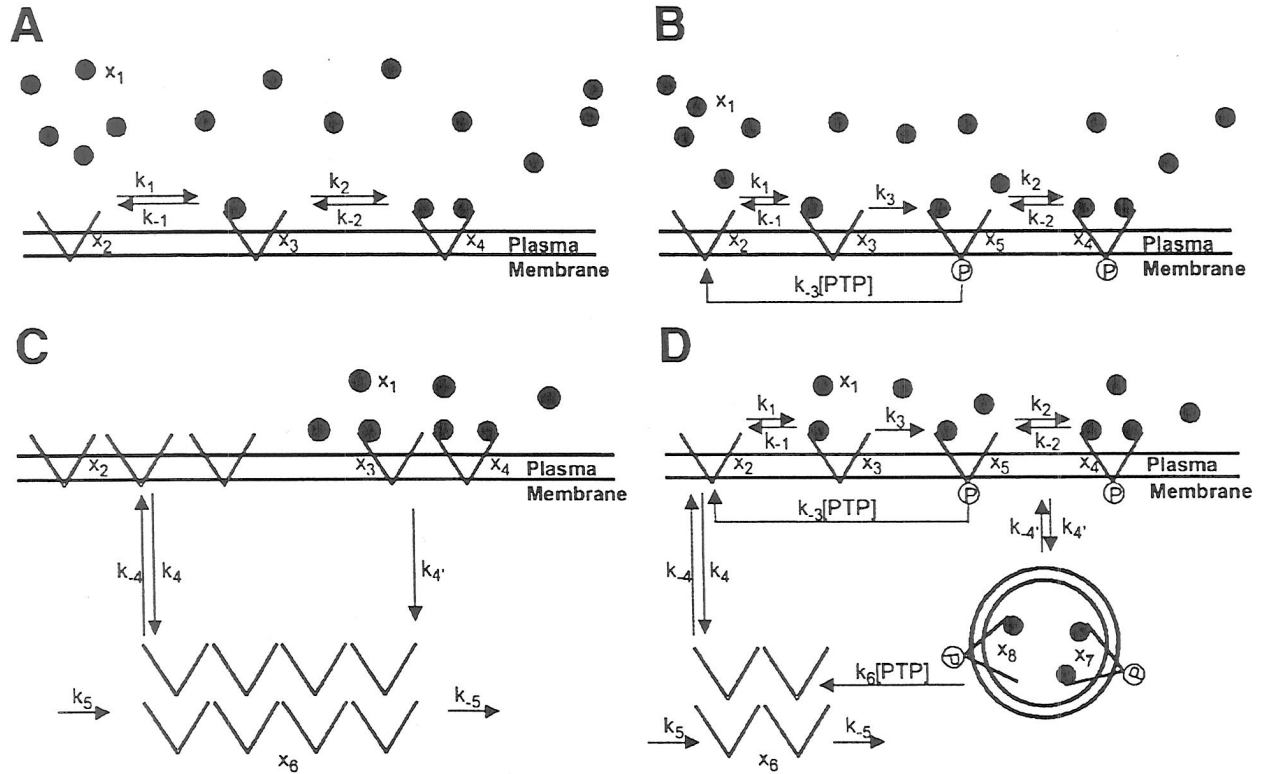 A
x1
k1
k-1
k2
k-2
x2
x3
x4
Plasma
Membrane
B
x1
k1
k-1
k3
k2
k-2
x2
x3
x5
x4
Plasma
Membrane
P
P
k-3[PTP]
C
x1
x2
x3
x4
Plasma
Membrane
k-4
k4
k4'
k5
k-5
x6
D
x1
k1
k-1
k3
k2
k-2
x2
x3
x5
x4
Plasma
Membrane
P
P
k-3[PTP]
k-4
k4
k-4'
k4'
x8
x7
P
P
k6[PTP]
k5
k-5
x6